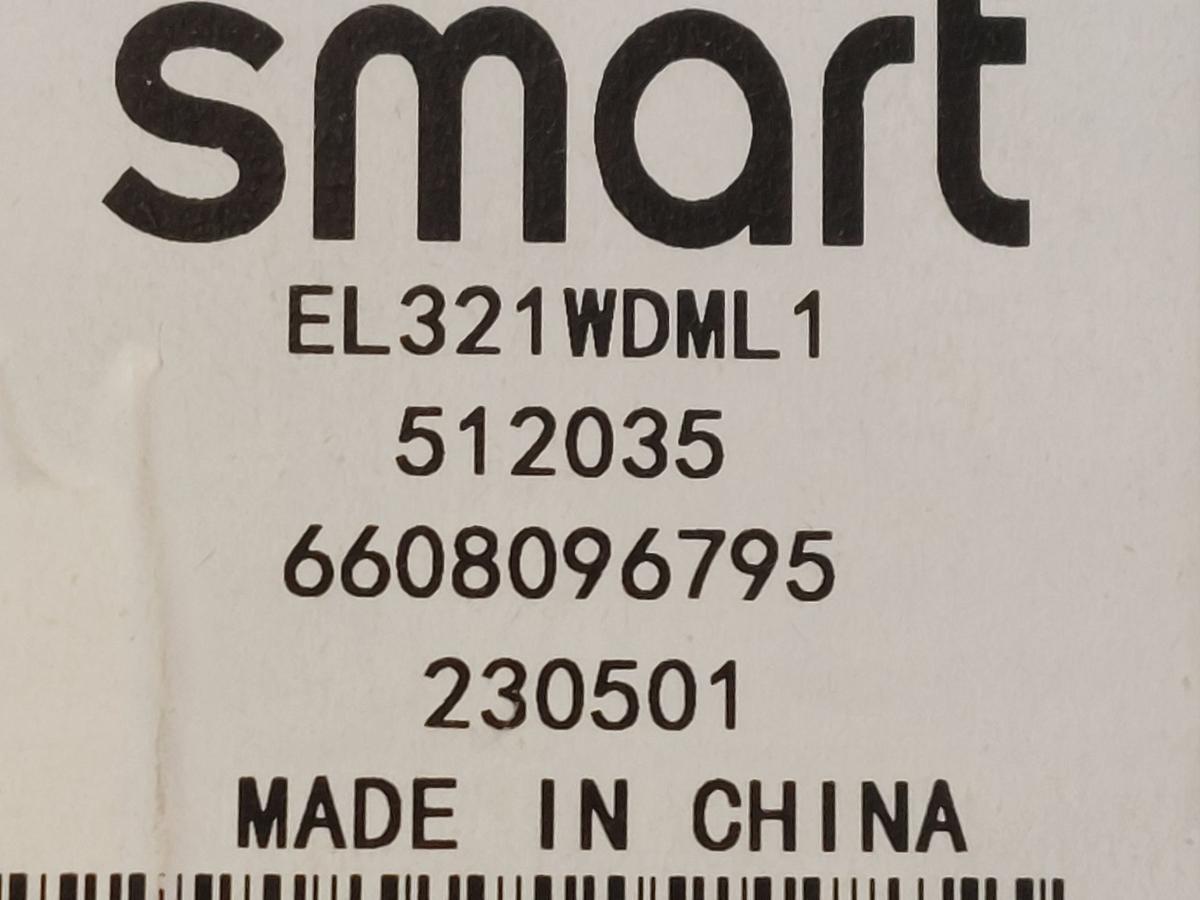 smart
EL321WDML1
512035
6608096795
230501
MADE IN CHINA